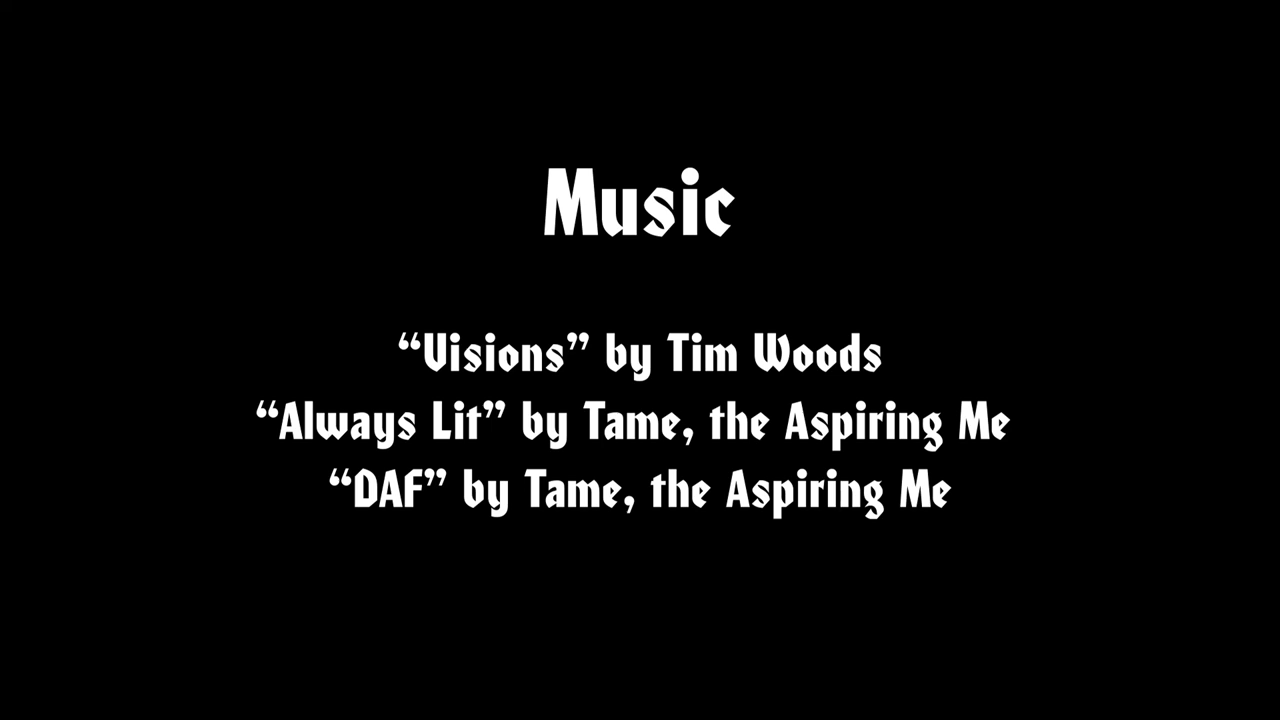 Music
“Visions” by Tim Woods
“Always Lit” by Tame, the Aspiring Me
“DAF” by Tame, the Aspiring Me